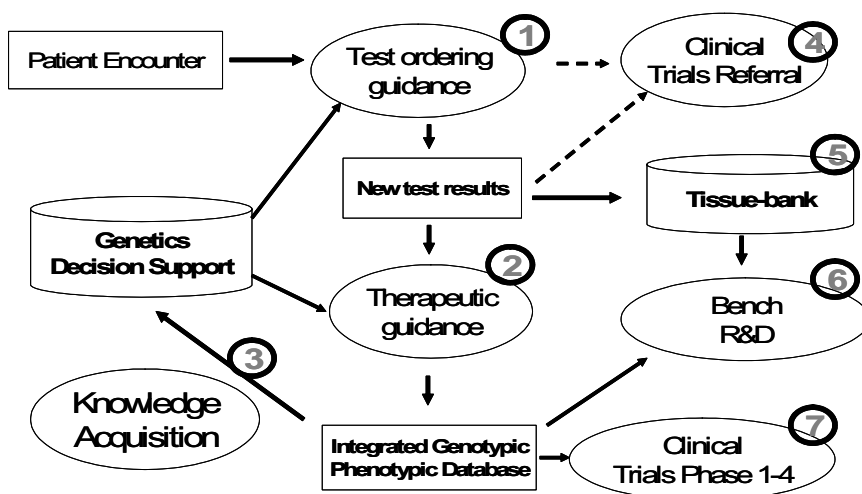 1
Patient Encounter
Test ordering
guidance
4
Clinical
Trials Referral
New test results
5
Tissue-bank
Genetics
Decision Support
2
Therapeutic
guidance
6
Bench
R&D
3
Knowledge
Acquisition
Integrated Genotypic
Phenotypic Database
7
Clinical
Trials Phase 1-4